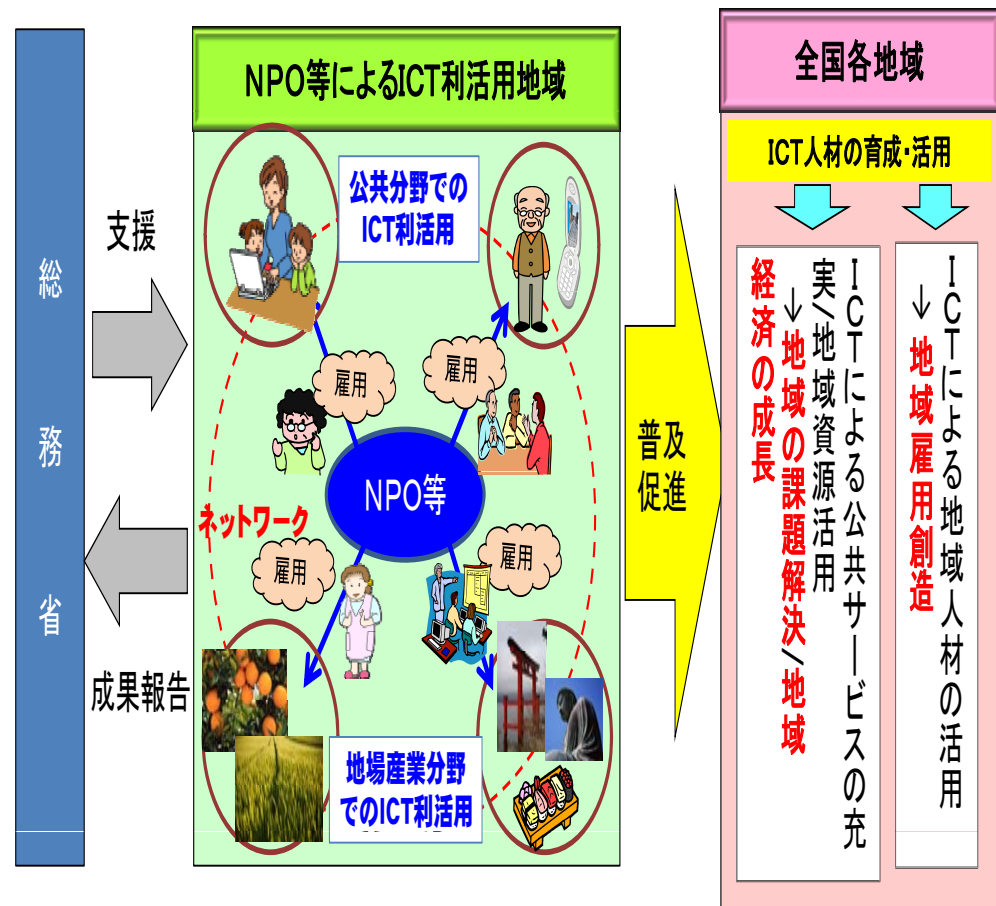 総務省
支援
成果報告
NPO等によるICT利活用地域
公共分野での
ICT利活用
雇用
雇用
NPO等
ネットワーク
雇用
雇用
地場産業分野
でのICT利活用
普及
促進
全国各地域
ICT人材の育成・活用
ICTによる公共サービスの充
実/地域資源活用
→地域の課題解決/地域
経済の成長
ICTによる地域人材の活用
→地域雇用創造